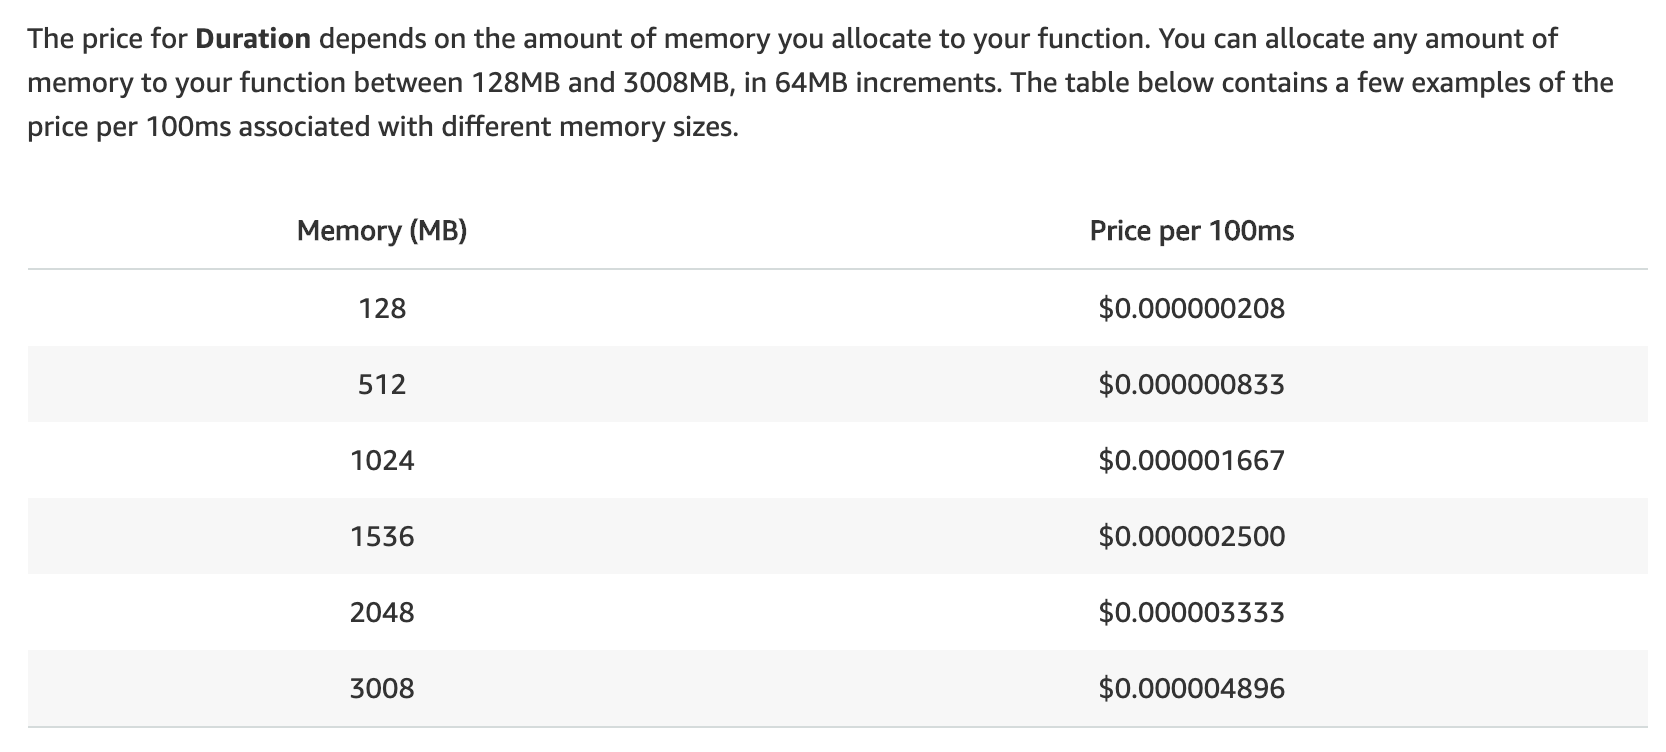 The price for Duration depends on the amount of memory you allocate to your function. You can allocate any amount of
memory to your function between 128MB and 3008MB, in 64MB increments. The table below contains a few examples of the
price per 100ms associated with different memory sizes.
Memory (MB) Price per 100ms
128 $0.000000208
512 $0.000000833
1024 $0.000001667
1536 $0.000002500
2048 $0.000003333
3008 $0.000004896